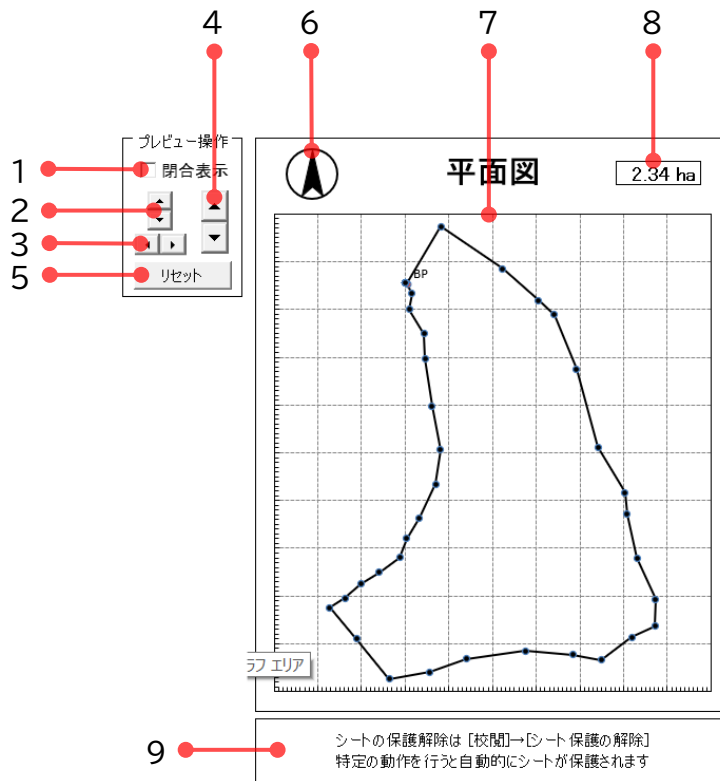 4
6
7
8
プレビュー操作
1
閉合表示
平面図
2.34 ha
2
3
5
リセット
BP
ラフ エリア
9
シートの保護解除は [校閲]→[シート保護の解除]
特定の動作を行うと自動的にシートが保護されます